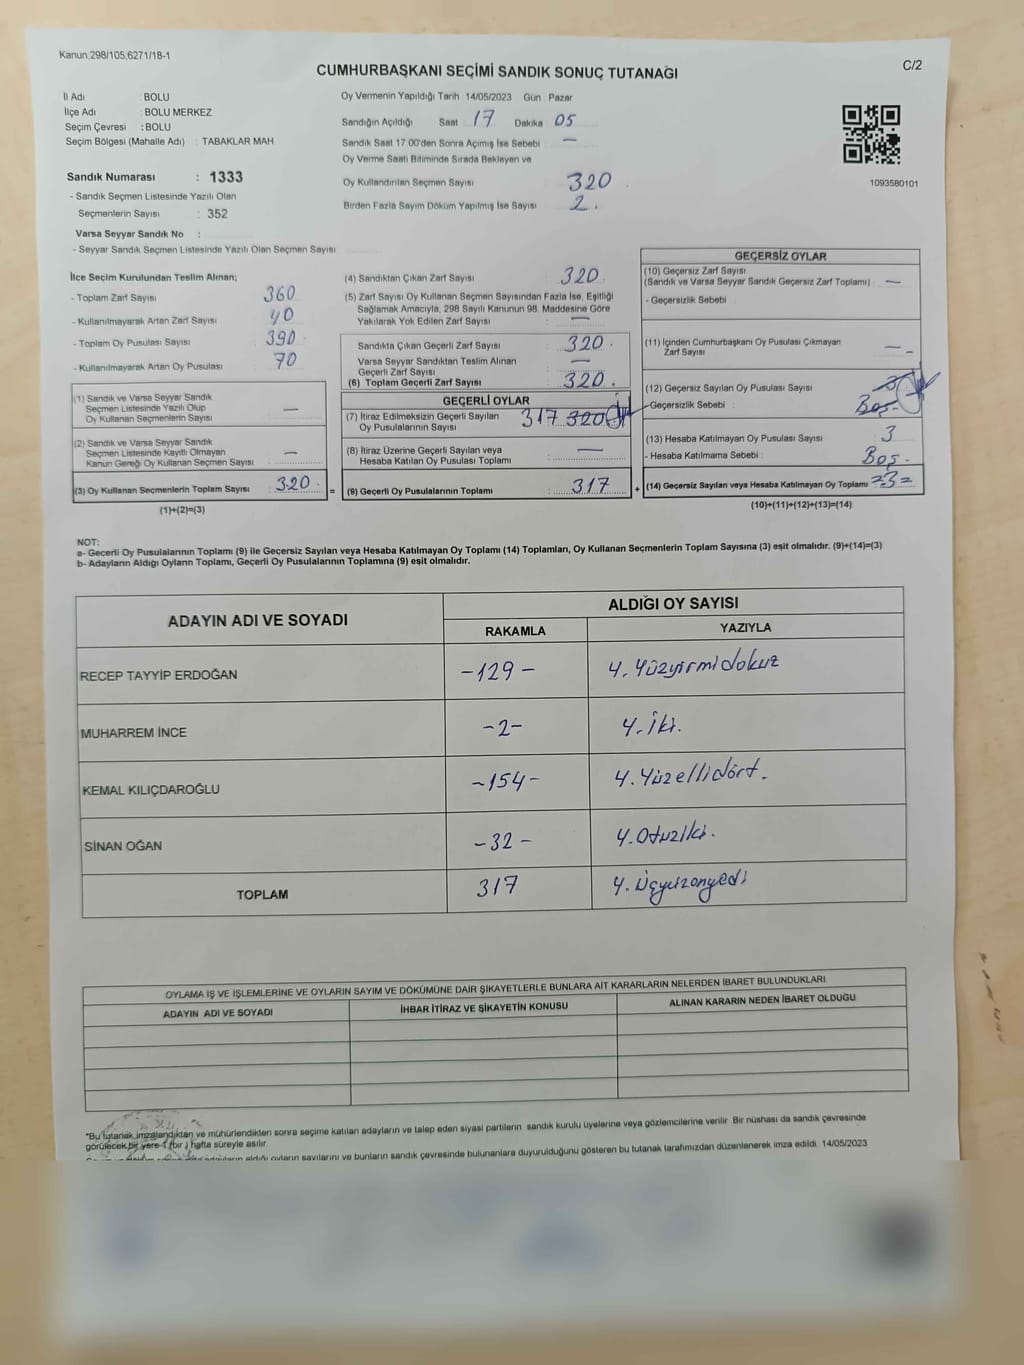 Kanun;298/105;6271/18-1
C/2
CUMHURBAŞKANI SEÇİMİ SANDIK SONUÇ TUTANAĞI
İl Adı : BOLU
İlçe Adı : BOLU MERKEZ
Seçim Çevresi : BOLU
Seçim Bölgesi (Mahalle Adı) : TABAKLAR MAH
Sandık Numarası : 1333
- Sandık Seçmen Listesinde Yazılı Olan
Seçmenlerin Sayısı : 352
Varsa Seyyar Sandık No :
- Seyyar Sandık Seçmen Listesinde Yazılı Olan Seçmen Sayısı
Oy Vermenin Yapıldığı Tarih 14/05/2023 Gün : Pazar
Sandığın Açıldığı Saat 17 Dakika 05
Sandık Saat 17.00'den Sonra Açılmış İse Sebebi : —
Oy Verme Saati Bitiminde Sırada Bekleyen ve
Oy Kullandırılan Seçmen Sayısı 320
Birden Fazla Sayım Döküm Yapılmış İse Sayısı 2.
1093580101
İlçe Seçim Kurulundan Teslim Alınan;
- Toplam Zarf Sayısı 360
- Kullanılmayarak Artan Zarf Sayısı 40
- Toplam Oy Pusulası Sayısı 390
- Kullanılmayarak Artan Oy Pusulası 70
(1) Sandık ve Varsa Seyyar Sandık
Seçmen Listesinde Yazılı Olup
Oy Kullanan Seçmenlerin Sayısı : —
(2) Sandık ve Varsa Seyyar Sandık
Seçmen Listesinde Kayıtlı Olmayan
Kanun Gereği Oy Kullanan Seçmen Sayısı : —
(3) Oy Kullanan Seçmenlerin Toplam Sayısı : 320 =
(1)+(2)=(3)
(4) Sandıktan Çıkan Zarf Sayısı : 320
(5) Zarf Sayısı Oy Kullanan Seçmen Sayısından Fazla İse, Eşitliği
Sağlamak Amacıyla, 298 Sayılı Kanunun 98. Maddesine Göre
Yakılarak Yok Edilen Zarf Sayısı : —
Sandıkta Çıkan Geçerli Zarf Sayısı : 320
Varsa Seyyar Sandıktan Teslim Alınan
Geçerli Zarf Sayısı : —
(6) Toplam Geçerli Zarf Sayısı : 320.
GEÇERLİ OYLAR
(7) İtiraz Edilmeksizin Geçerli Sayılan
Oy Pusulalarının Sayısı 317 320
(8) İtiraz Üzerine Geçerli Sayılan veya
Hesaba Katılan Oy Pusulası Toplamı : —
(9) Geçerli Oy Pusulalarının Toplamı : 317 +
GEÇERSİZ OYLAR
(10) Geçersiz Zarf Sayısı
(Sandık ve Varsa Seyyar Sandık Geçersiz Zarf Toplamı) : —
- Geçersizlik Sebebi :
(11) İçinden Cumhurbaşkanı Oy Pusulası Çıkmayan
Zarf Sayısı : —
(12) Geçersiz Sayılan Oy Pusulası Sayısı : 3
-Geçersizlik Sebebi : Boş
(13) Hesaba Katılmayan Oy Pusulası Sayısı : 3
- Hesaba Katılmama Sebebi : Boş.
(14) Geçersiz Sayılan veya Hesaba Katılmayan Oy Toplamı =3=
(10)+(11)+(12)+(13)=(14)
NOT:
a- Geçerli Oy Pusulalarının Toplamı (9) ile Geçersiz Sayılan veya Hesaba Katılmayan Oy Toplamı (14) Toplamları, Oy Kullanan Seçmenlerin Toplam Sayısına (3) eşit olmalıdır. (9)+(14)=(3)
b- Adayların Aldığı Oyların Toplamı, Geçerli Oy Pusulalarının Toplamına (9) eşit olmalıdır.
ADAYIN ADI VE SOYADI ALDIĞI OY SAYISI
RAKAMLA YAZIYLA
RECEP TAYYİP ERDOĞAN -129- Y.Yüzyirmidokuz
MUHARREM İNCE -2- Y.İki.
KEMAL KILIÇDAROĞLU -154- Y.Yüzellidört.
SİNAN OĞAN -32- Y.Otuziki.
TOPLAM 317 Y.Üçyüzonyedi
OYLAMA İŞ VE İŞLEMLERİNE VE OYLARIN SAYIM VE DÖKÜMÜNE DAİR ŞİKAYETLERLE BUNLARA AİT KARARLARIN NELERDEN İBARET BULUNDUKLARI
ADAYIN ADI VE SOYADI İHBAR İTİRAZ VE ŞİKAYETİN KONUSU ALINAN KARARIN NEDEN İBARET OLDUĞU
*Bu tutanak imzalandıktan ve mühürlendikten sonra seçime katılan adayların ve talep eden siyasi partilerin sandık kurulu üyelerine veya gözlemcilerine verilir. Bir nüshası da sandık çevresinde
görülecek bir yere 1 (bir) hafta süreyle asılır.
aldığı oyların sayılarını ve bunların sandık çevresinde bulunanlara duyurulduğunu gösteren bu tutanak tarafımızdan düzenlenerek imza edildi. 14/05/2023